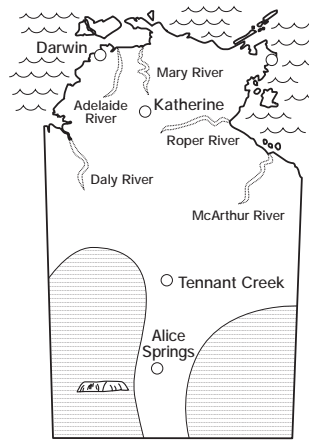 Darwin
Mary River
Adelaide
River
Katherine
Roper River
Daly River
McArthur River
Tennant Creek
Alice
Springs